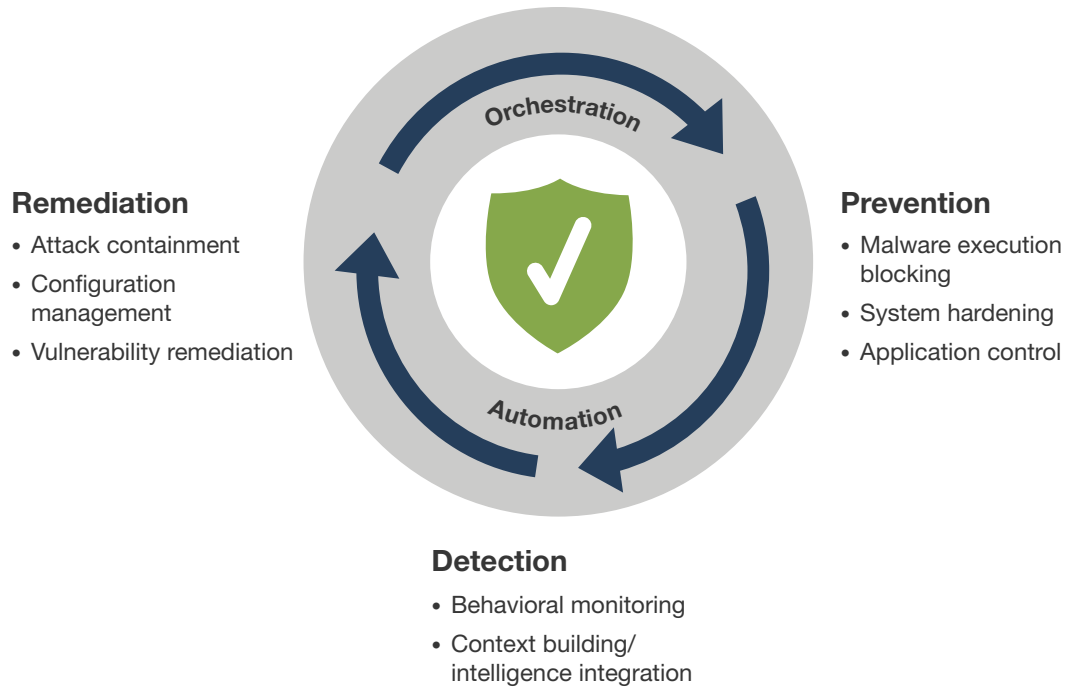 Orchestration
Remediation
• Attack containment
• Configuration
management
• Vulnerability remediation
Prevention
• Malware execution
blocking
• System hardening
• Application control
Automation
Detection
• Behavioral monitoring
• Context building/
intelligence integration